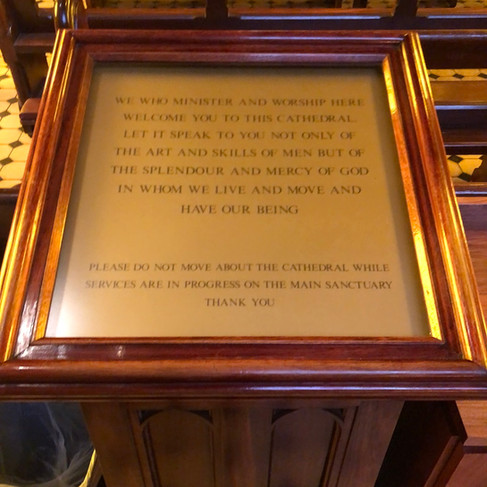 WE WHO MINISTER AND WORSHIP HERE
WELCOME YOU TO THIS CATHEDRAL.
LET IT SPEAK TO YOU NOT ONLY OF
THE ART AND SKILLS OF MEN BUT OF
THE SPLENDOUR AND MERCY OF GOD
IN WHOM WE LIVE AND MOVE AND
HAVE OUR BEING
PLEASE DO NOT MOVE ABOUT THE CATHEDRAL WHILE
SERVICES ARE IN PROGRESS ON THE MAIN SANCTUARY
THANK YOU